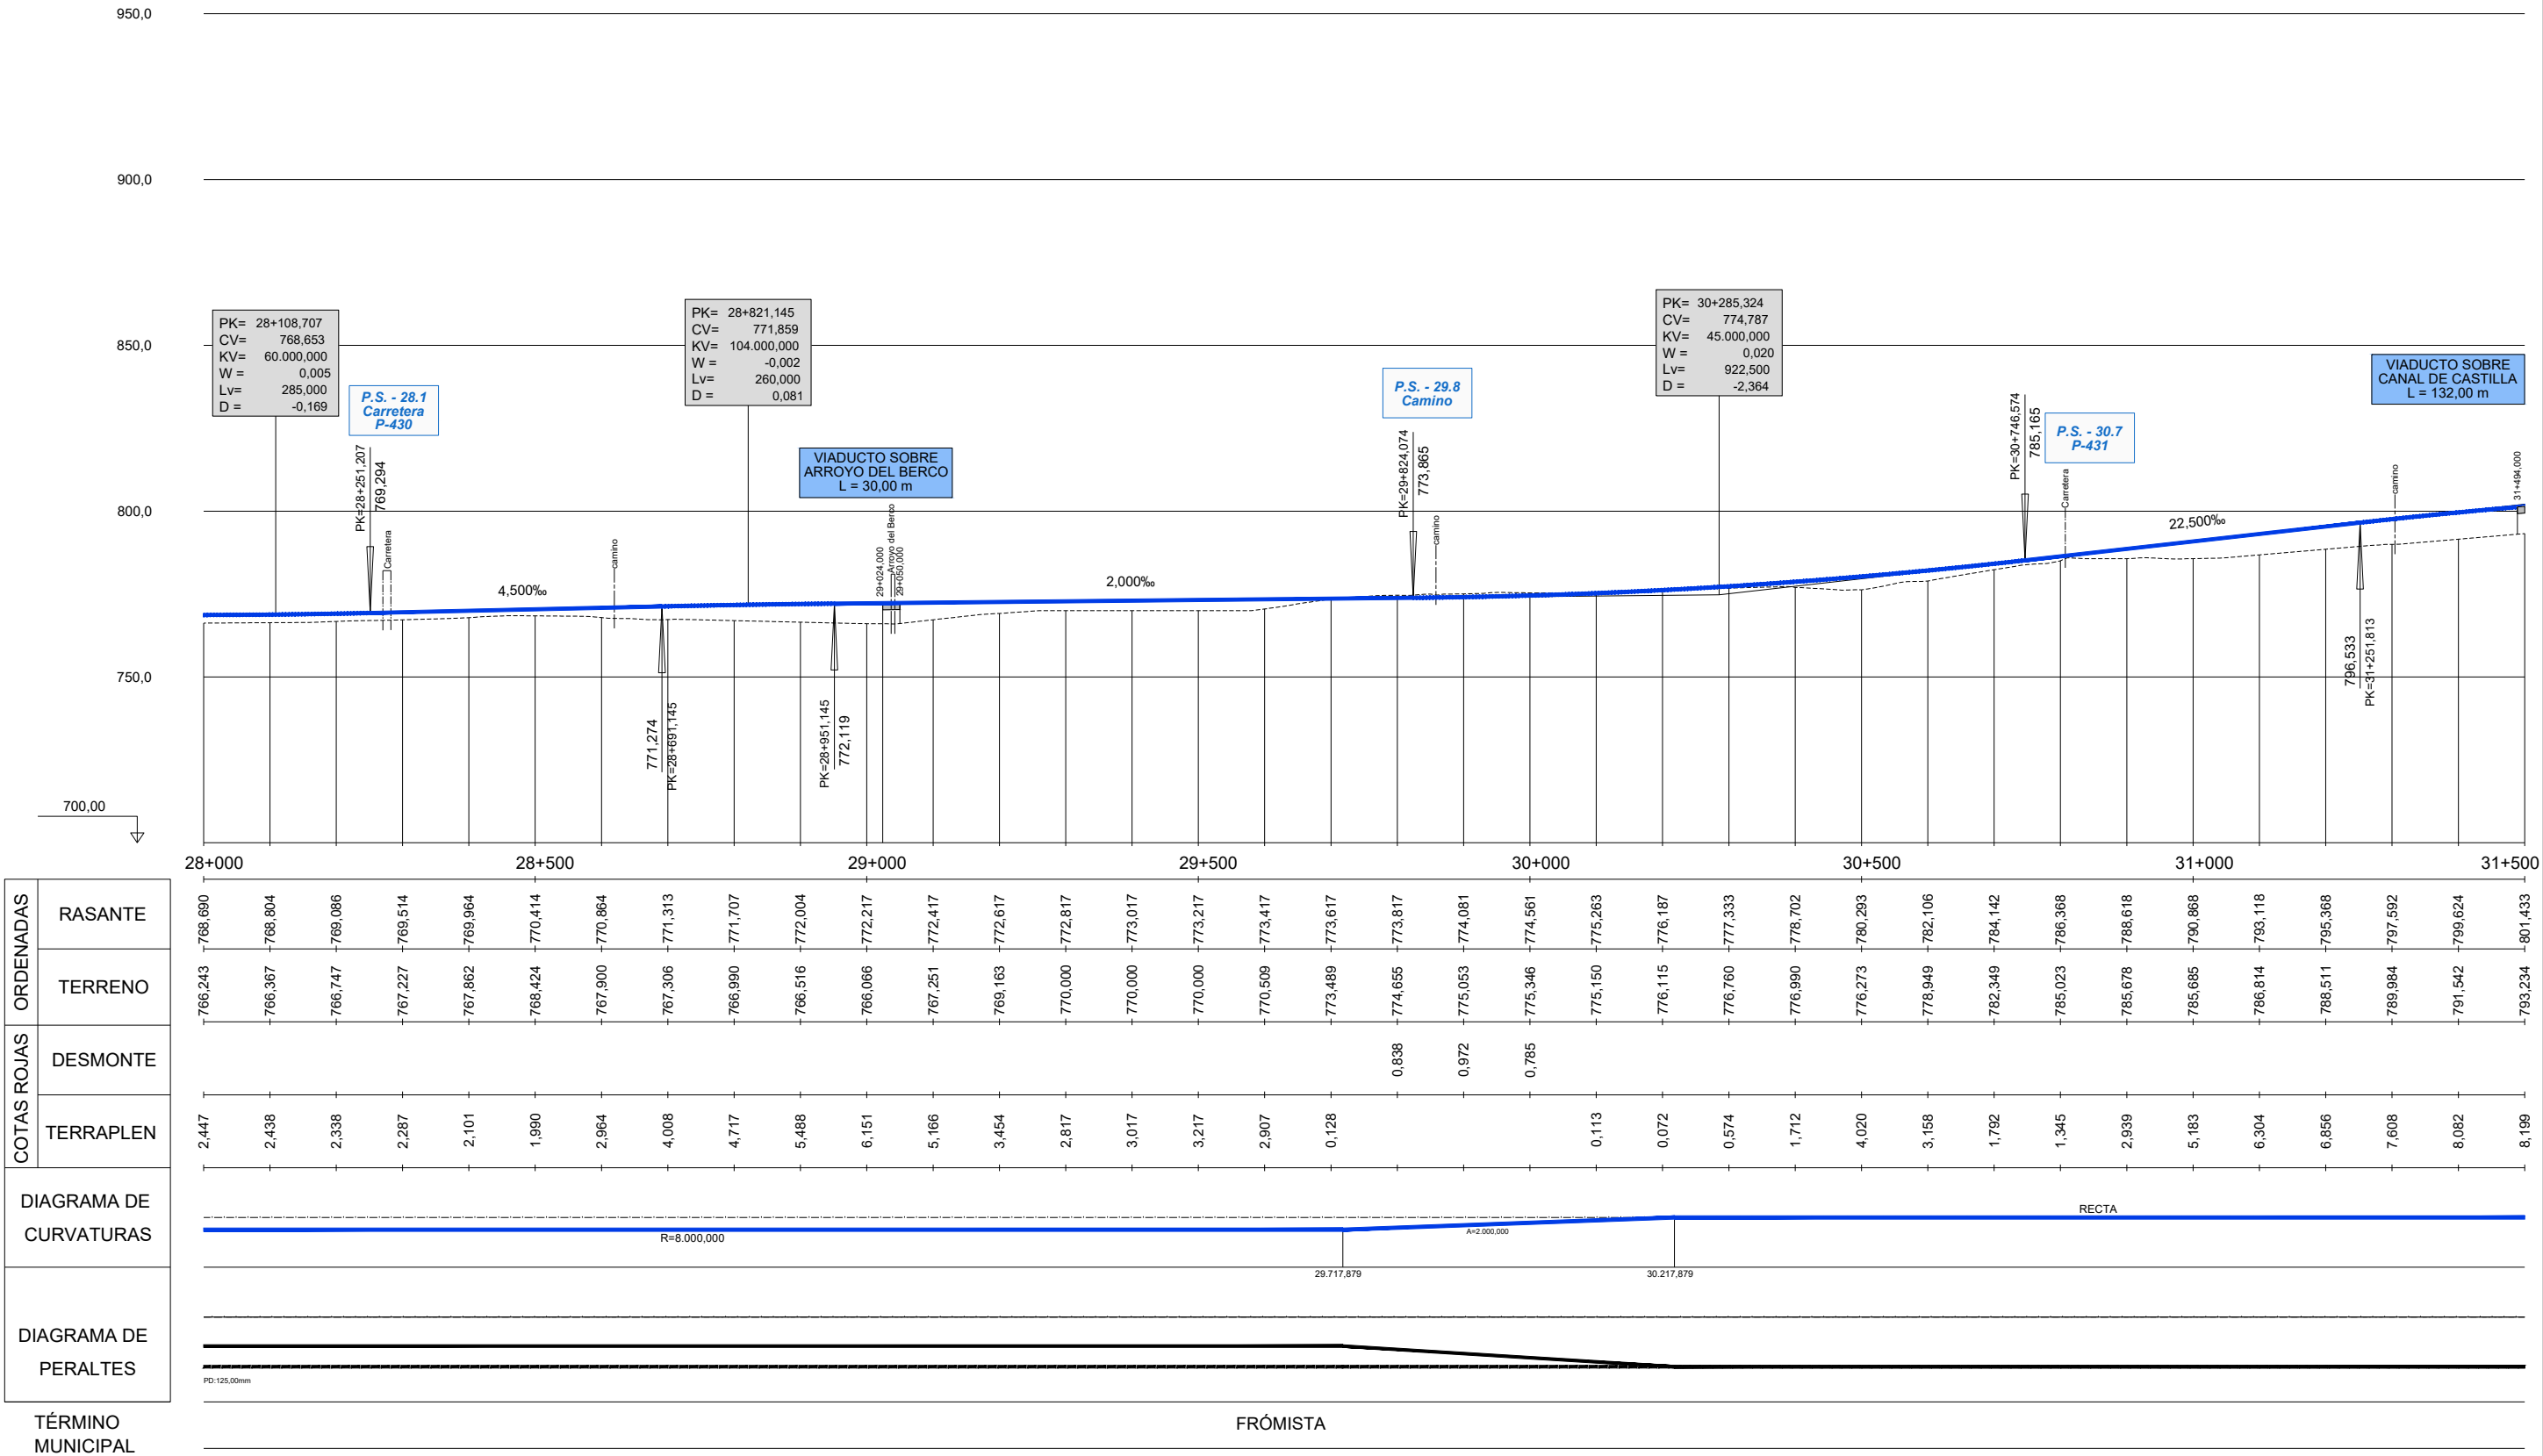 950,0
900,0
850,0
800,0
750,0
700,00
PK= 28+108,707
CV= 768,653
KV= 60.000,000
W = 0,005
Lv= 285,000
D = -0,169
P.S. - 28.1
Carretera
P-430
PK=28+251,207
769,294
Carretera
4,500‰
camino
771,274
PK=28+691,145
PK= 28+821,145
CV= 771,859
KV= 104.000,000
W = -0,002
Lv= 260,000
D = 0,081
VIADUCTO SOBRE
ARROYO DEL BERCO
L = 30,00 m
PK=28+951,145
772,119
29+024,000
Arroyo del Berco
29+050,000
2,000‰
P.S. - 29.8
Camino
PK=29+824,074
773,865
camino
PK= 30+285,324
CV= 774,787
KV= 45.000,000
W = 0,020
Lv= 922,500
D = -2,364
PK=30+746,574
785,165
P.S. - 30.7
P-431
Carretera
22,500‰
796,533
PK=31+251,813
camino
VIADUCTO SOBRE
CANAL DE CASTILLA
L = 132,00 m
31+494,000
28+000 28+500 29+000 29+500 30+000 30+500 31+000 31+500
ORDENADAS
RASANTE
768,690 768,804 769,086 769,514 769,964 770,414 770,864 771,313 771,707 772,004 772,217 772,417 772,617 772,817 773,017 773,217 773,417 773,617 773,817 774,081 774,561 775,263 776,187 777,333 778,702 780,293 782,106 784,142 786,368 788,618 790,868 793,118 795,368 797,592 799,624 801,433
TERRENO
766,243 766,367 766,747 767,227 767,862 768,424 767,900 767,306 766,990 766,516 766,066 767,251 769,163 770,000 770,000 770,000 770,509 773,489 774,655 775,053 775,346 775,150 776,115 776,760 776,990 776,273 778,949 782,349 785,023 785,678 785,685 786,814 788,511 789,984 791,542 793,234
COTAS ROJAS
DESMONTE
0,838 0,972 0,785
TERRAPLEN
2,447 2,438 2,338 2,287 2,101 1,990 2,964 4,008 4,717 5,488 6,151 5,166 3,454 2,817 3,017 3,217 2,907 0,128 0,113 0,072 0,574 1,712 4,020 3,158 1,792 1,345 2,939 5,183 6,304 6,856 7,608 8,082 8,199
DIAGRAMA DE
CURVATURAS
R=8.000,000
A=2.000,000
RECTA
29.717,879
30.217,879
DIAGRAMA DE
PERALTES
PD:125,00mm
TÉRMINO
MUNICIPAL
FRÓMISTA